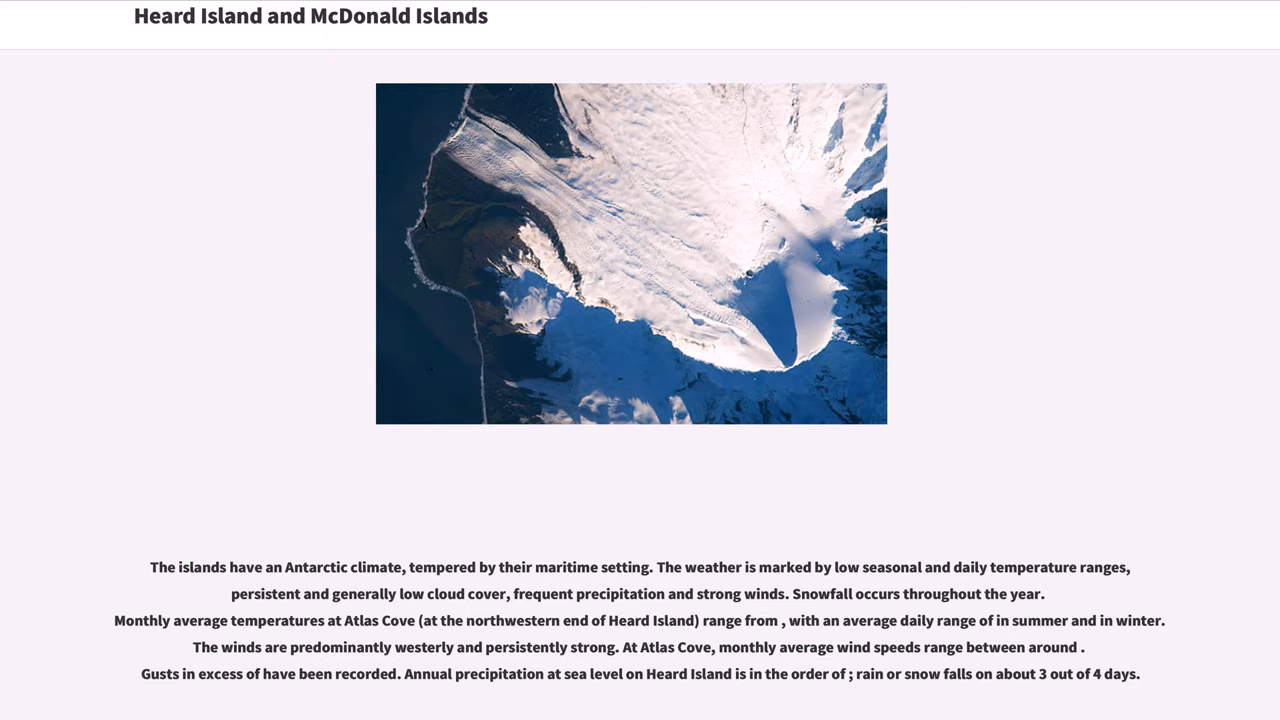 Heard Island and McDonald Islands
The islands have an Antarctic climate, tempered by their maritime setting. The weather is marked by low seasonal and daily temperature ranges,
persistent and generally low cloud cover, frequent precipitation and strong winds. Snowfall occurs throughout the year.
Monthly average temperatures at Atlas Cove (at the northwestern end of Heard Island) range from , with an average daily range of in summer and in winter.
The winds are predominantly westerly and persistently strong. At Atlas Cove, monthly average wind speeds range between around .
Gusts in excess of have been recorded. Annual precipitation at sea level on Heard Island is in the order of ; rain or snow falls on about 3 out of 4 days.